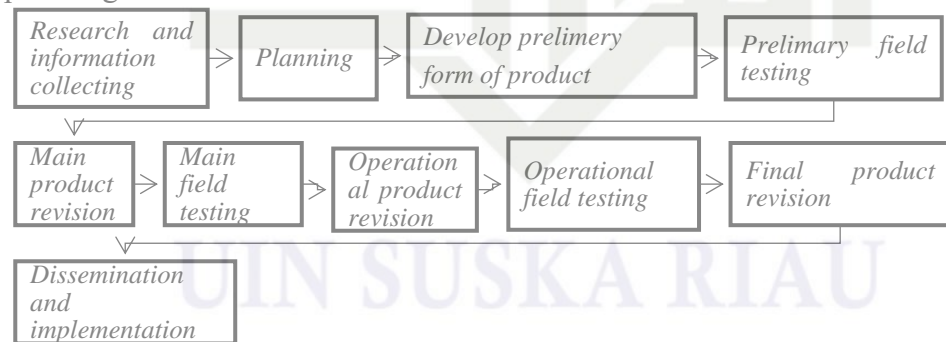 Research and
information
collecting
Planning
Develop prelimery
form of product
Prelimary field
testing
Main
product
revision
Main
field
testing
Operation
al product
revision
Operational
field testing
Final product
revision
Dissemination
and
implementation
UIN SUSKA RIAU